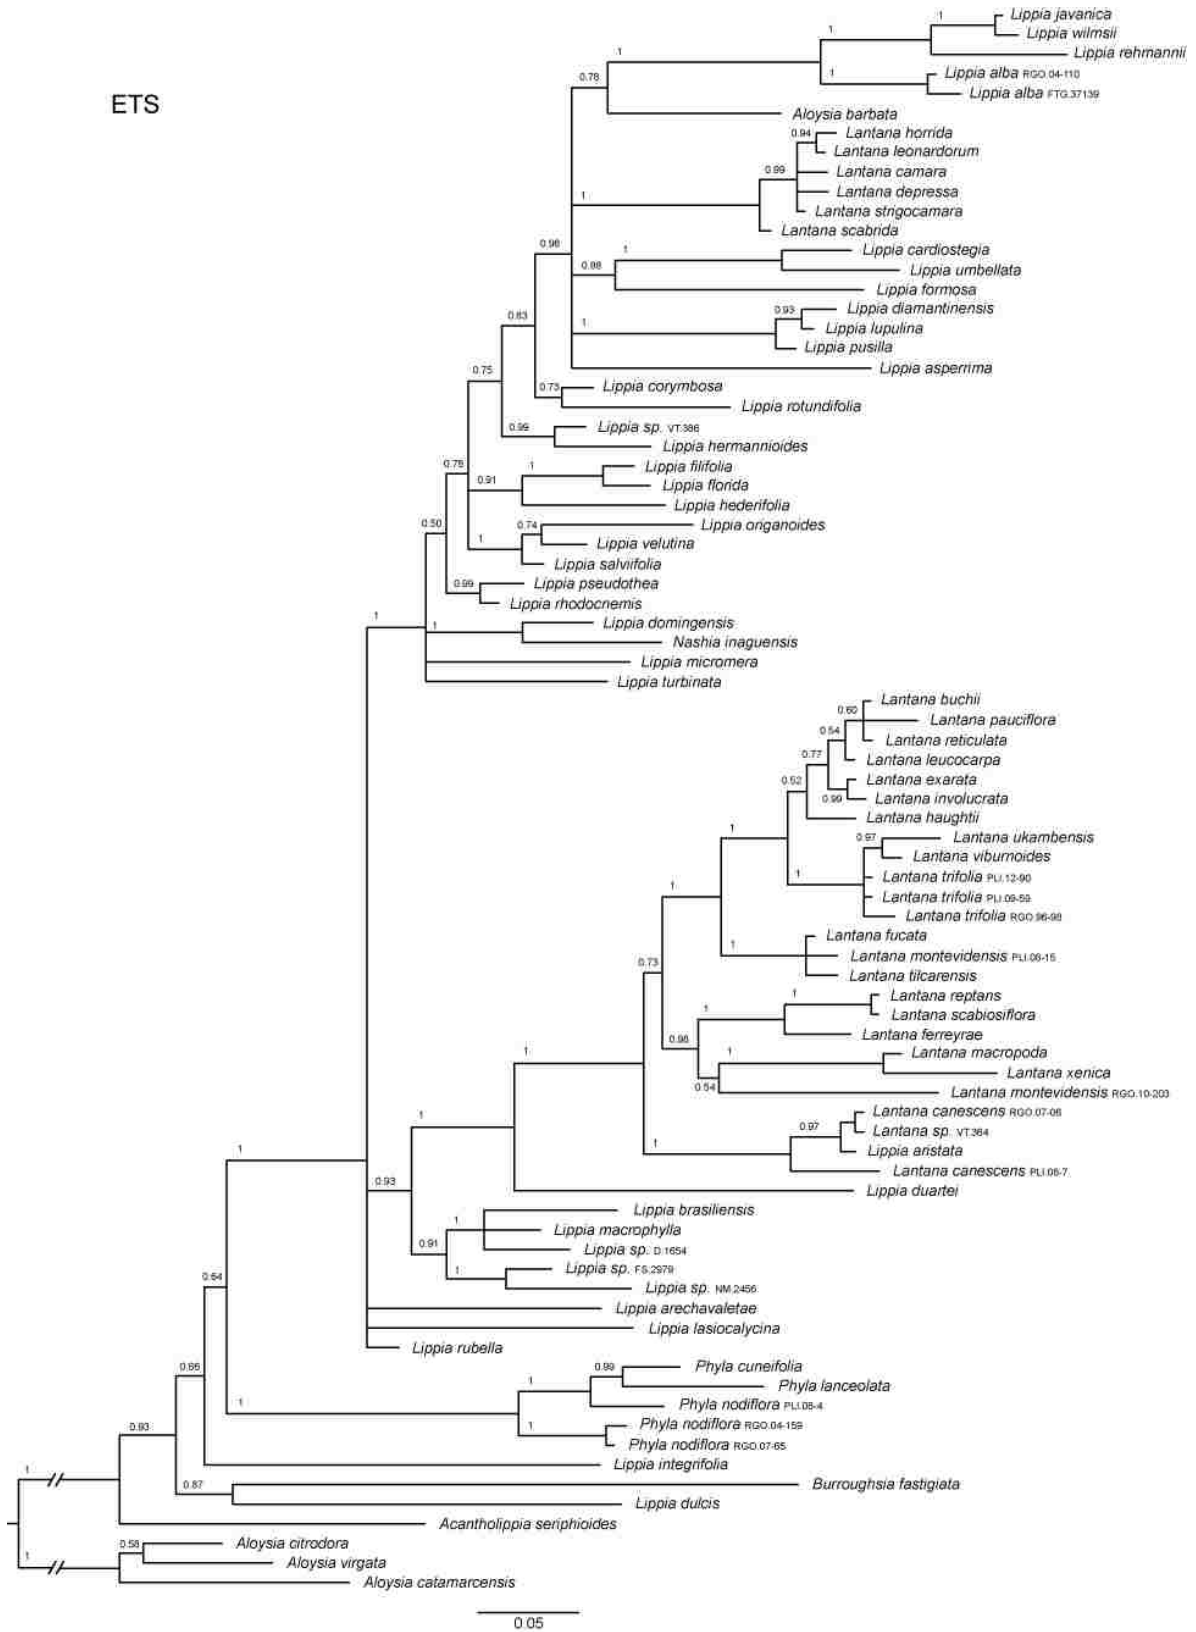 ETS
1
Lippia javanica
Lippia wilmsii
1
Lippia rehmannii
1
1
Lippia alba RGO.04-110
Lippia alba FTG.37139
0.78
Aloysia barbata
0.94
Lantana horrida
Lantana leonardorum
0.99
Lantana camara
Lantana depressa
1
Lantana strigocamara
Lantana scabrida
0.98
1
Lippia cardiostegia
0.88
Lippia umbellata
Lippia formosa
0.93
Lippia diamantinensis
0.63
1
Lippia lupulina
Lippia pusilla
Lippia asperrima
0.75
0.73
Lippia corymbosa
Lippia rotundifolia
0.99
Lippia sp. VT.386
Lippia hermannioides
0.78
1
Lippia filifolia
0.91
Lippia florida
Lippia hederifolia
0.50
0.74
Lippia origanoides
1
Lippia velutina
Lippia salviifolia
0.99
Lippia pseudothea
Lippia rhodocnemis
1
1
Lippia domingensis
Nashia inaguensis
Lippia micromera
Lippia turbinata
0.60
Lantana buchii
Lantana pauciflora
0.54
Lantana reticulata
0.77
Lantana leucocarpa
0.52
Lantana exarata
0.99
Lantana involucrata
Lantana haughtii
1
0.97
Lantana ukambensis
Lantana viburnoides
1
Lantana trifolia PLI.12-90
1
Lantana trifolia PLI.09-59
Lantana trifolia RGO.96-98
Lantana fucata
1
Lantana montevidensis PLI.08-15
0.73
Lantana tilcarensis
1
Lantana reptans
1
Lantana scabiosiflora
0.98
Lantana ferreyrae
1
1
Lantana macropoda
Lantana xenica
0.54
Lantana montevidensis RGO.10-203
1
Lantana canescens RGO.07-06
0.97
Lantana sp. VT.364
1
1
Lippia aristata
Lantana canescens PLI.08-7
0.93
Lippia duartei
Lippia brasiliensis
1
Lippia macrophylla
0.91
Lippia sp. D.1654
1
Lippia sp. FS.2979
0.64
Lippia sp. NM.2456
Lippia arechavaletae
Lippia lasiocalycina
Lippia rubella
0.66
0.99
Phyla cuneifolia
1
Phyla lanceolata
1
Phyla nodiflora PLI.08-4
0.93
1
Phyla nodiflora RGO.04-159
Phyla nodiflora RGO.07-65
1
Lippia integrifolia
0.87
Burroughsia fastigiata
Lippia dulcis
Acantholippia seriphioides
0.58
Aloysia citrodora
1
Aloysia virgata
Aloysia catamarcensis
0.05